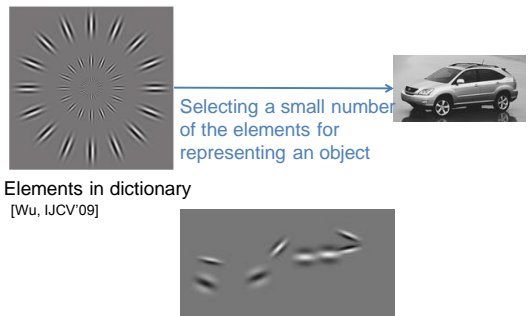 Selecting a small number
of the elements for
representing an object
Elements in dictionary
[Wu, IJCV'09]